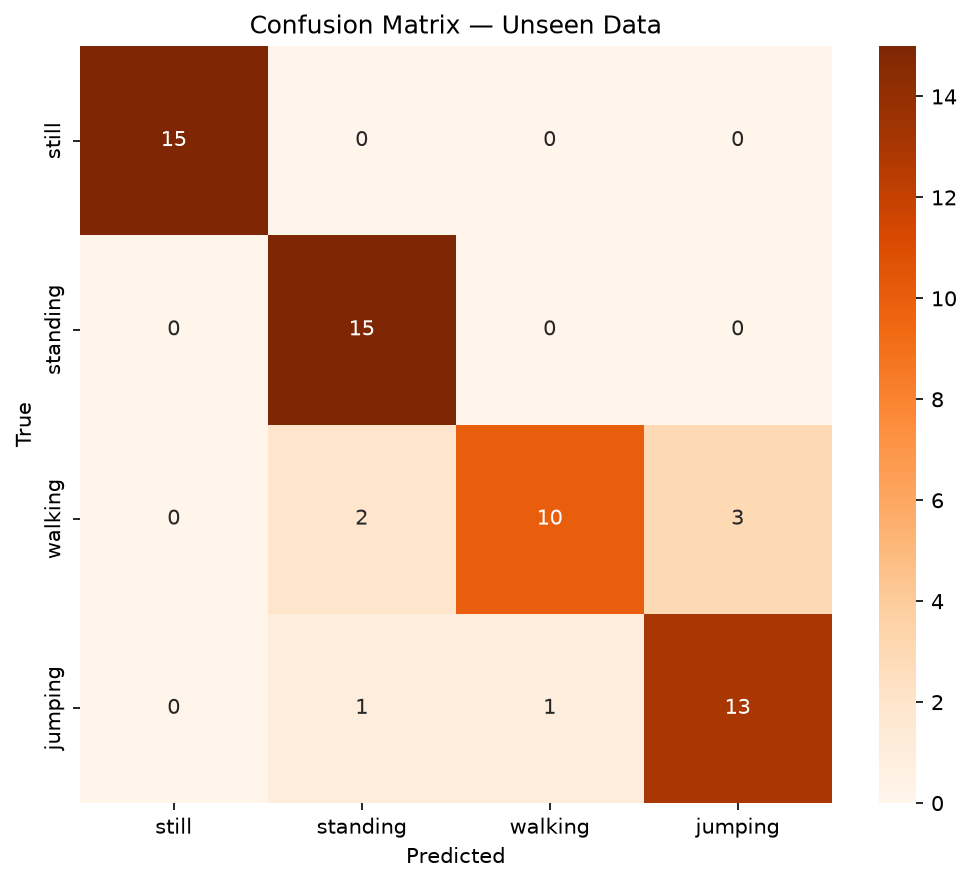 Confusion Matrix — Unseen Data
True
still
standing
walking
jumping
15 0 0 0
0 15 0 0
0 2 10 3
0 1 1 13
still standing walking jumping
Predicted
14
12
10
8
6
4
2
0